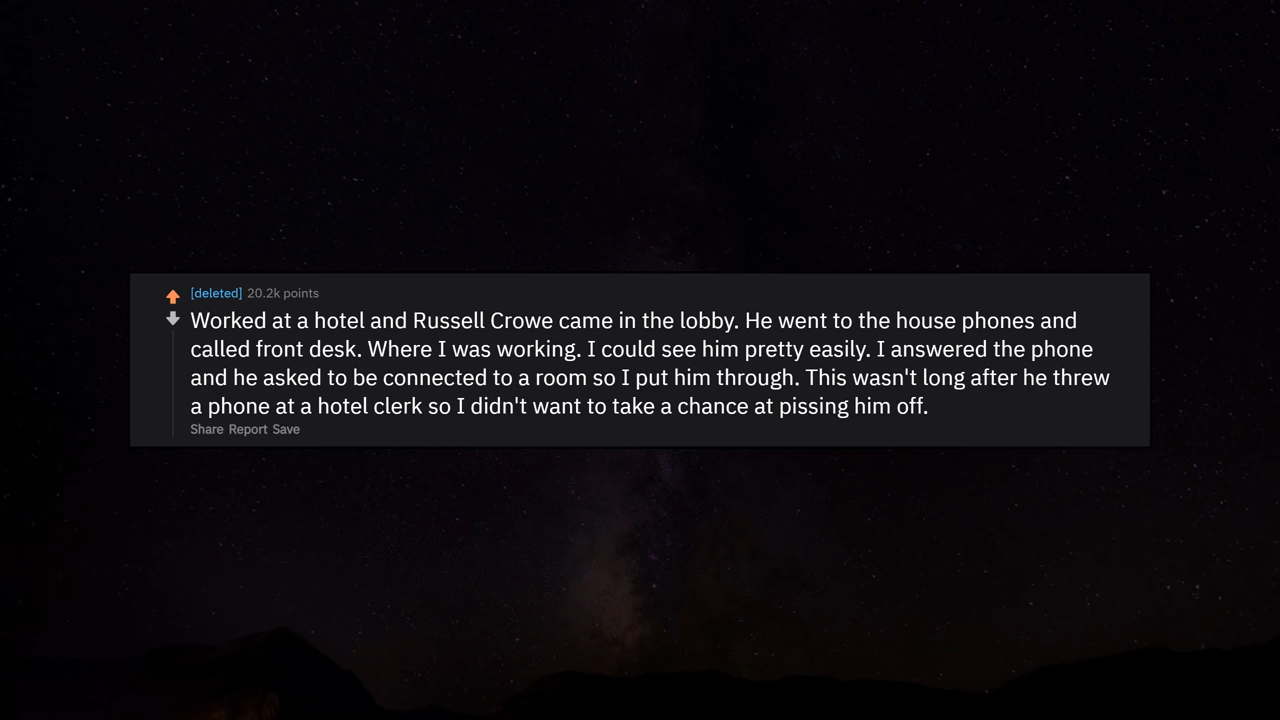 [deleted] 20.2k points
Worked at a hotel and Russell Crowe came in the lobby. He went to the house phones and
called front desk. Where I was working. I could see him pretty easily. I answered the phone
and he asked to be connected to a room so I put him through. This wasn't long after he threw
a phone at a hotel clerk so I didn't want to take a chance at pissing him off.
Share Report Save